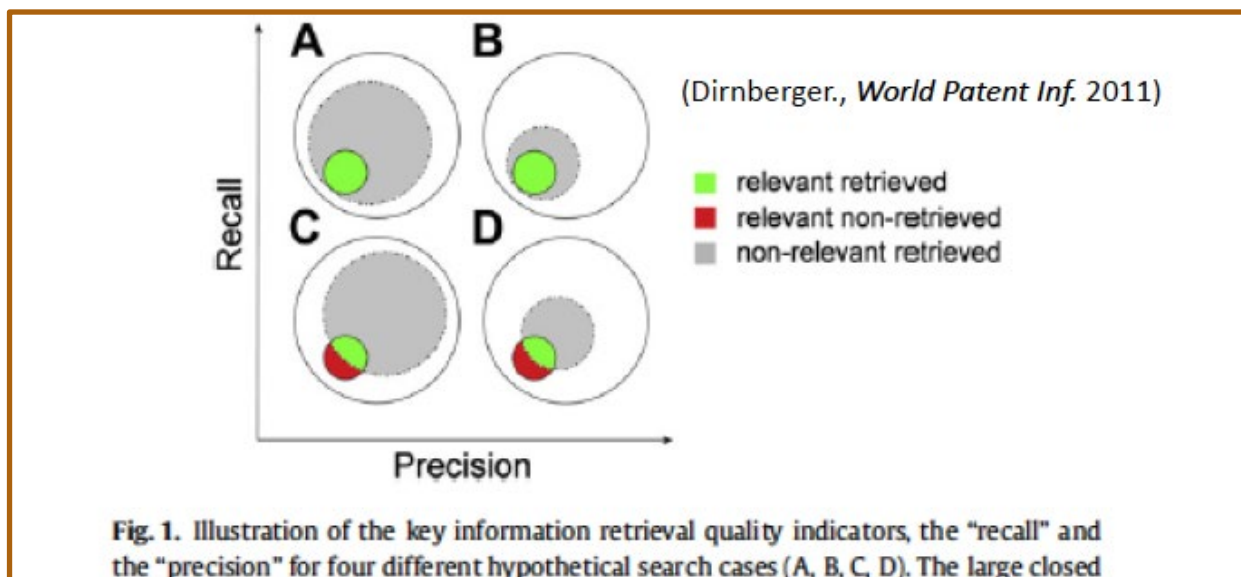 A
B
(Dirnberger., World Patent Inf. 2011)
relevant retrieved
relevant non-retrieved
non-relevant retrieved
C
D
Recall
Precision
Fig. 1. Illustration of the key information retrieval quality indicators, the “recall” and
the “precision” for four different hypothetical search cases (A, B, C, D). The large closed